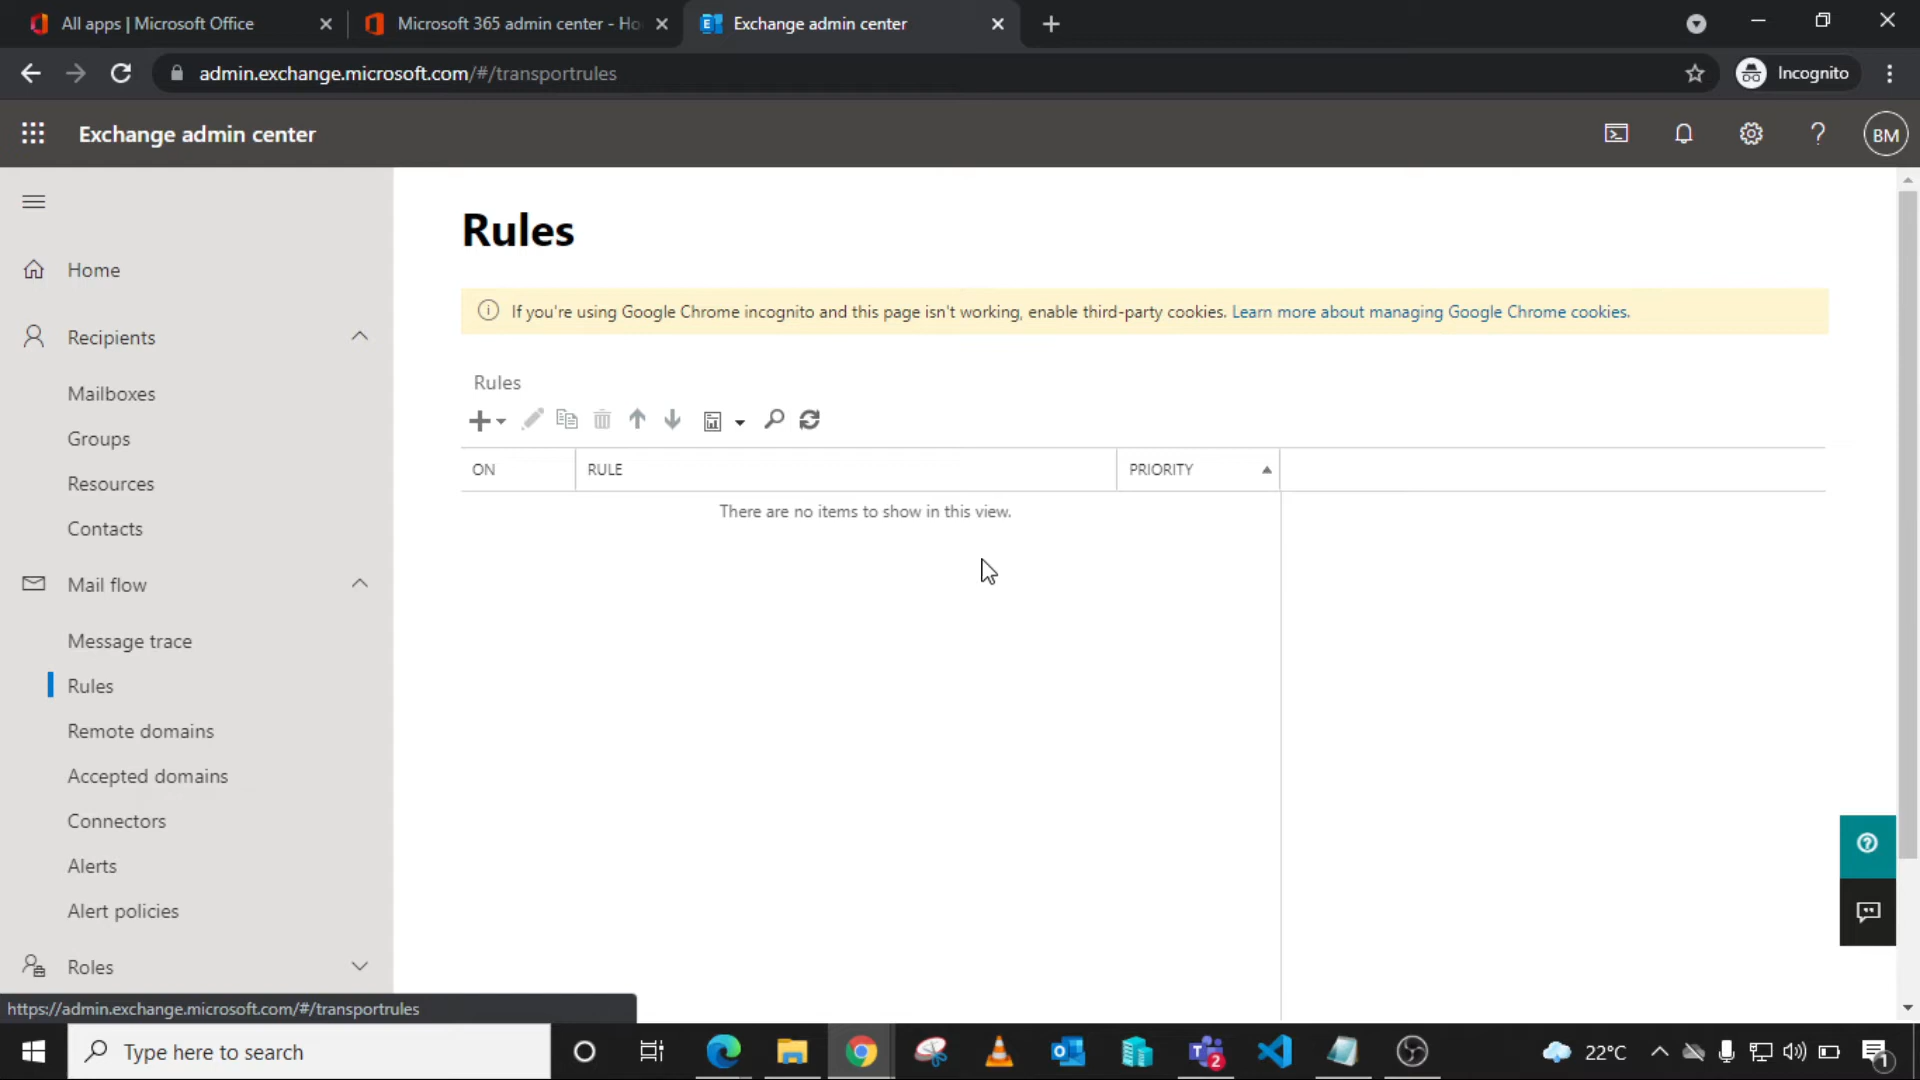 All apps | Microsoft Office
Microsoft 365 admin center - Ho
Exchange admin center
admin.exchange.microsoft.com/#/transportrules
Incognito
Exchange admin center
BM
Home
Recipients
Mailboxes
Groups
Resources
Contacts
Mail flow
Message trace
Rules
Remote domains
Accepted domains
Connectors
Alerts
Alert policies
Roles
Rules
If you're using Google Chrome incognito and this page isn't working, enable third-party cookies. Learn more about managing Google Chrome cookies.
Rules
ON RULE PRIORITY
There are no items to show in this view.
https://admin.exchange.microsoft.com/#/transportrules
Type here to search
2
22°C
1